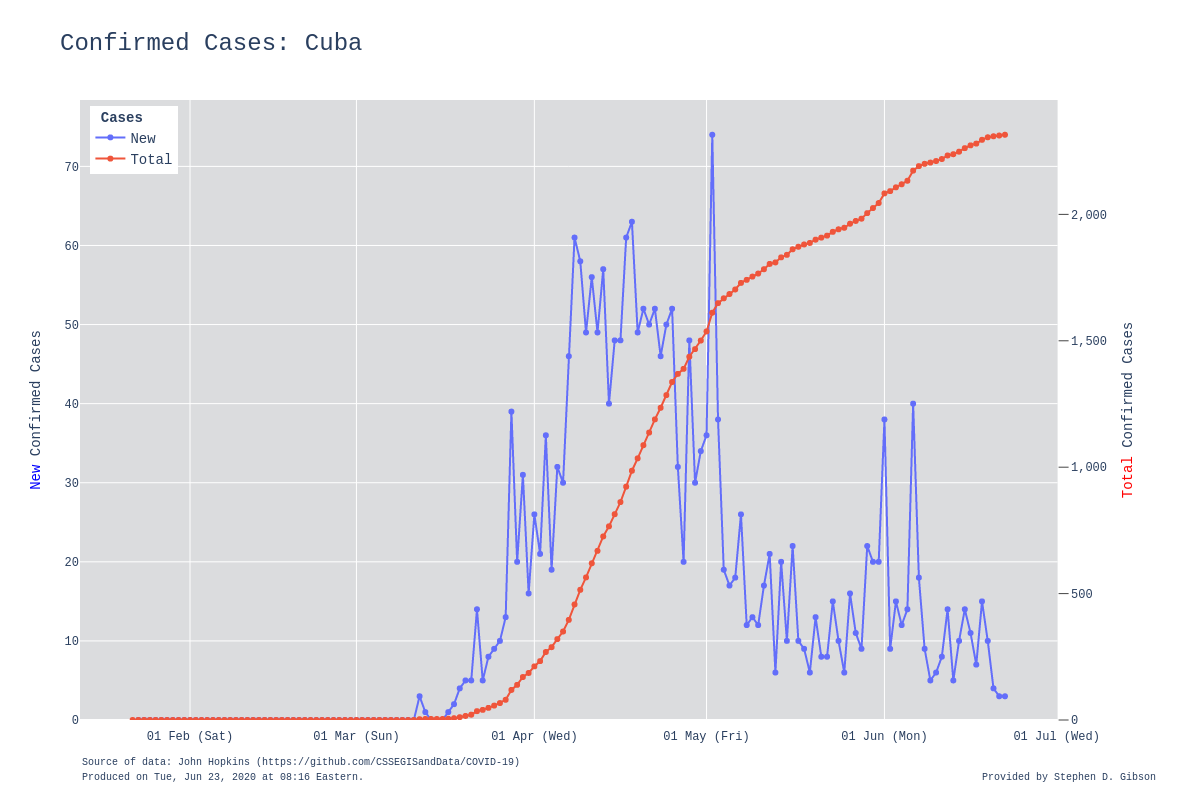 Confirmed Cases: Cuba
Cases
New
Total
70
60
50
40
30
20
10
0
2,000
1,500
1,000
500
0
New Confirmed Cases
Total Confirmed Cases
01 Feb (Sat) 01 Mar (Sun) 01 Apr (Wed) 01 May (Fri) 01 Jun (Mon) 01 Jul (Wed)
Source of data: John Hopkins (https://github.com/CSSEGISandData/COVID-19)
Produced on Tue, Jun 23, 2020 at 08:16 Eastern.
Provided by Stephen D. Gibson